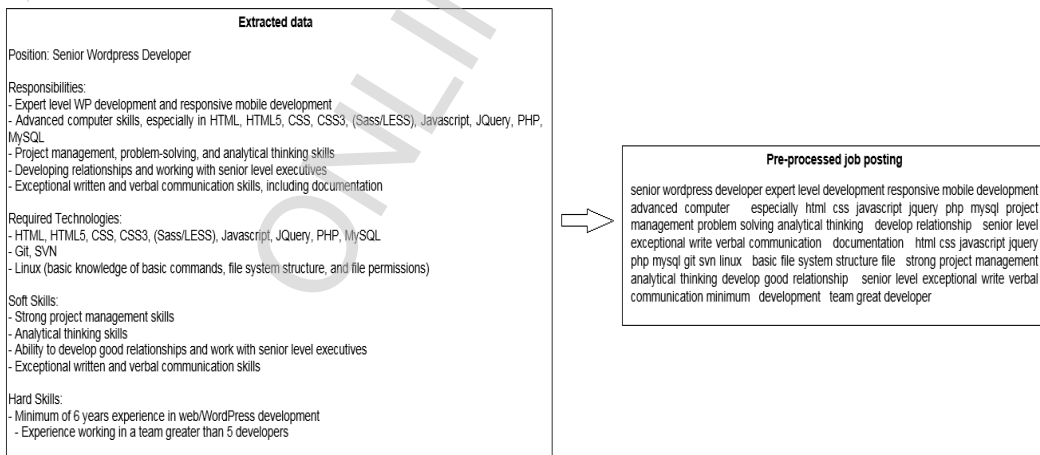 Extracted data
Position: Senior Wordpress Developer
Responsibilities:
- Expert level WP development and responsive mobile development
- Advanced computer skills, especially in HTML, HTML5, CSS, CSS3, (Sass/LESS), Javascript, JQuery, PHP,
MySQL
- Project management, problem-solving, and analytical thinking skills
- Developing relationships and working with senior level executives
- Exceptional written and verbal communication skills, including documentation
Required Technologies:
- HTML, HTML5, CSS, CSS3, (Sass/LESS), Javascript, JQuery, PHP, MySQL
- Git, SVN
- Linux (basic knowledge of basic commands, file system structure, and file permissions)
Soft Skills:
- Strong project management skills
- Analytical thinking skills
- Ability to develop good relationships and work with senior level executives
- Exceptional written and verbal communication skills
Hard Skills:
- Minimum of 6 years experience in web/WordPress development
- Experience working in a team greater than 5 developers
Pre-processed job posting
senior wordpress developer expert level development responsive mobile development
advanced computer especially html css javascript jquery php mysql project
management problem solving analytical thinking develop relationship senior level
exceptional write verbal communication documentation html css javascript jquery
php mysql git svn linux basic file system structure file strong project management
analytical thinking develop good relationship senior level exceptional write verbal
communication minimum development team great developer
ONLI